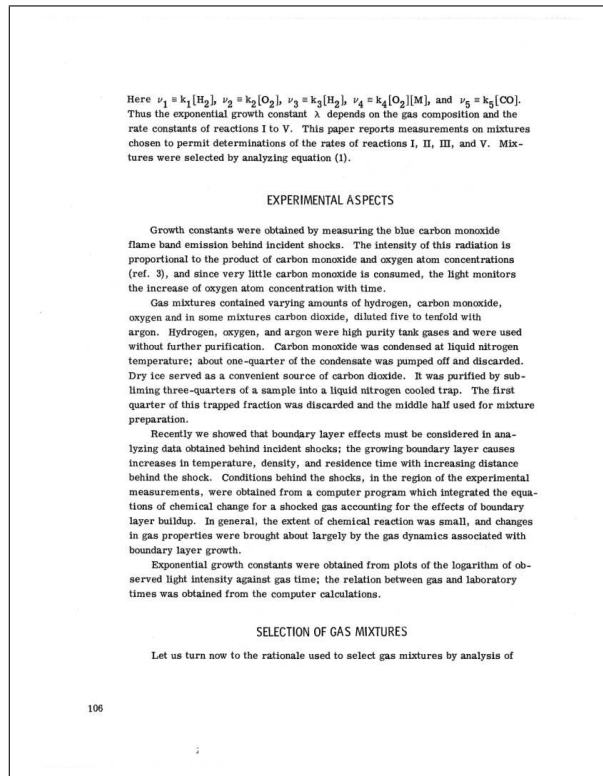 Here ν₁ ≡ k₁[H₂], ν₂ ≡ k₂[O₂], ν₃ ≡ k₃[H₂], ν₄ ≡ k₄[O₂][M], and ν₅ ≡ k₅[CO].
Thus the exponential growth constant λ depends on the gas composition and the
rate constants of reactions I to V. This paper reports measurements on mixtures
chosen to permit determinations of the rates of reactions I, II, III, and V. Mix-
tures were selected by analyzing equation (1).
EXPERIMENTAL ASPECTS
Growth constants were obtained by measuring the blue carbon monoxide
flame band emission behind incident shocks. The intensity of this radiation is
proportional to the product of carbon monoxide and oxygen atom concentrations
(ref. 3), and since very little carbon monoxide is consumed, the light monitors
the increase of oxygen atom concentration with time.
Gas mixtures contained varying amounts of hydrogen, carbon monoxide,
oxygen and in some mixtures carbon dioxide, diluted five to tenfold with
argon. Hydrogen, oxygen, and argon were high purity tank gases and were used
without further purification. Carbon monoxide was condensed at liquid nitrogen
temperature; about one-quarter of the condensate was pumped off and discarded.
Dry ice served as a convenient source of carbon dioxide. It was purified by sub-
liming three-quarters of a sample into a liquid nitrogen cooled trap. The first
quarter of this trapped fraction was discarded and the middle half used for mixture
preparation.
Recently we showed that boundary layer effects must be considered in ana-
lyzing data obtained behind incident shocks; the growing boundary layer causes
increases in temperature, density, and residence time with increasing distance
behind the shock. Conditions behind the shocks, in the region of the experimental
measurements, were obtained from a computer program which integrated the equa-
tions of chemical change for a shocked gas accounting for the effects of boundary
layer buildup. In general, the extent of chemical reaction was small, and changes
in gas properties were brought about largely by the gas dynamics associated with
boundary layer growth.
Exponential growth constants were obtained from plots of the logarithm of ob-
served light intensity against gas time; the relation between gas and laboratory
times was obtained from the computer calculations.
SELECTION OF GAS MIXTURES
Let us turn now to the rationale used to select gas mixtures by analysis of
106